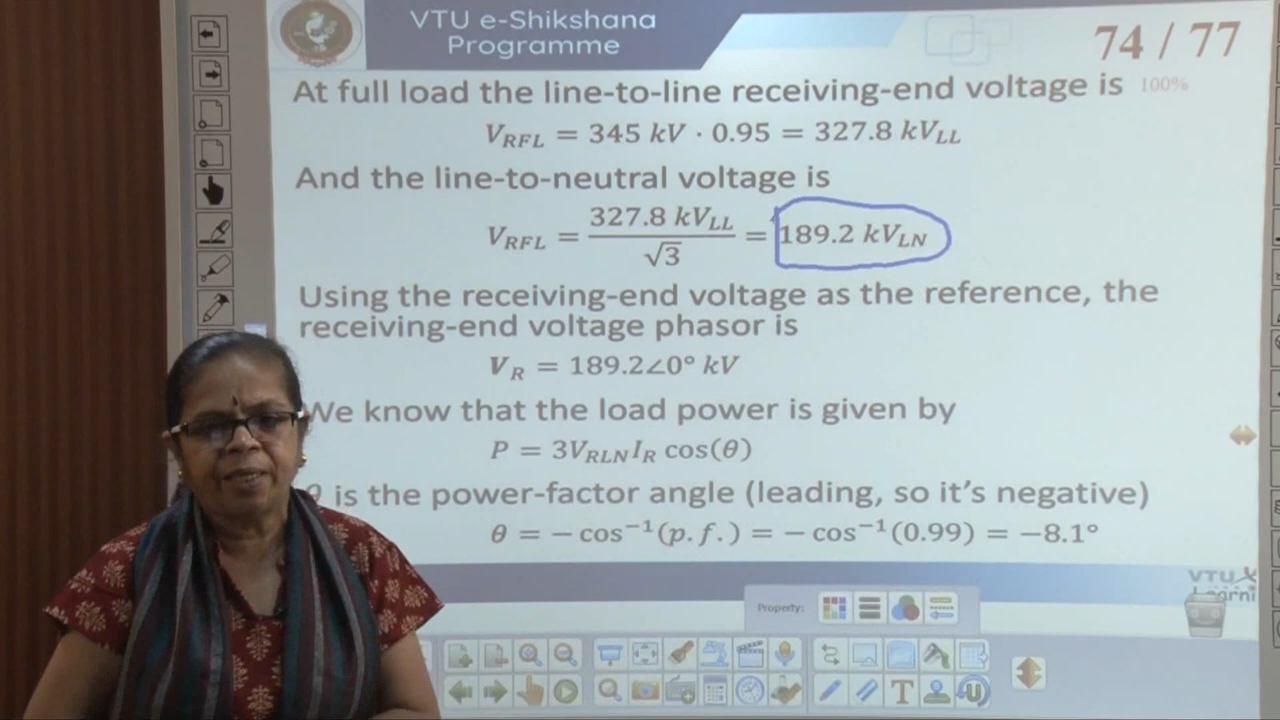 VTU e-Shikshana
Programme
74 / 77
100%
At full load the line-to-line receiving-end voltage is
V_RFL = 345 kV · 0.95 = 327.8 kV_LL
And the line-to-neutral voltage is
V_RFL = 327.8 kV_LL / √3 = 189.2 kV_LN
Using the receiving-end voltage as the reference, the
receiving-end voltage phasor is
V_R = 189.2∠0° kV
We know that the load power is given by
P = 3V_RLN I_R cos(θ)
θ is the power-factor angle (leading, so it's negative)
θ = − cos⁻¹(p.f.) = − cos⁻¹(0.99) = −8.1°
VTU
Learni
Property: